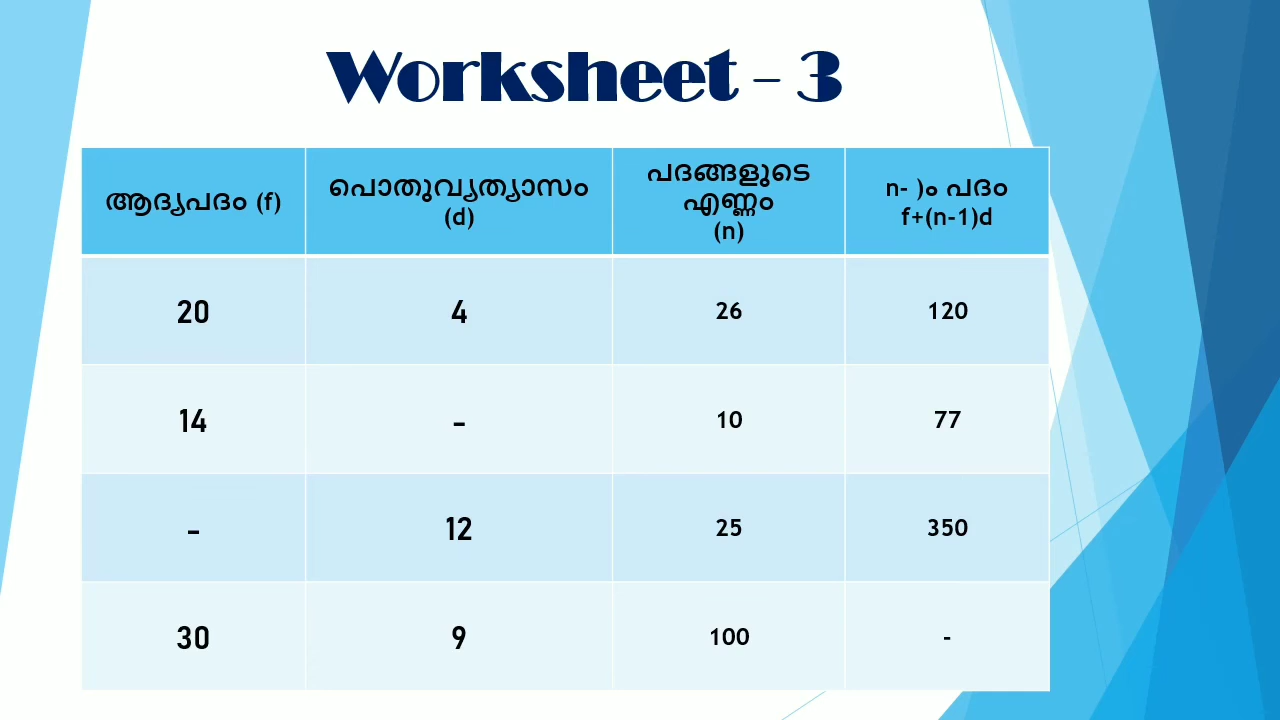 Worksheet – 3
ആദ്യപദം (f)
പൊതുവ്യത്യാസം
(d)
പദങ്ങളുടെ
എണ്ണം
(n)
n- )ം പദം
f+(n-1)d
20 4 26 120
14 - 10 77
- 12 25 350
30 9 100 -